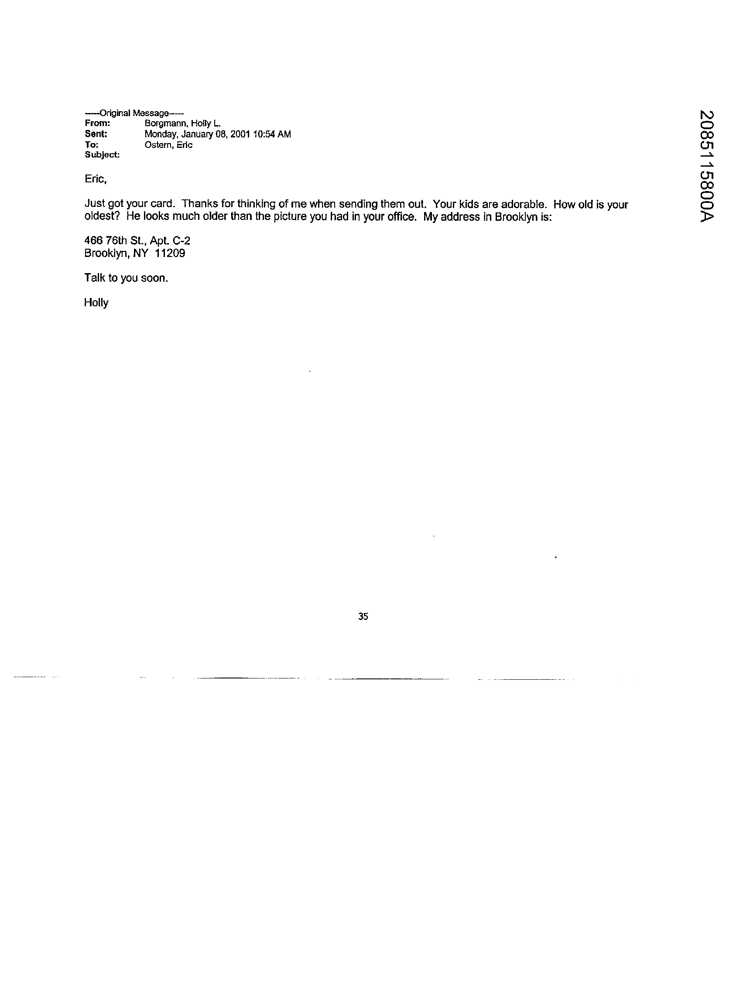 -----Original Message-----
From: Borgmann, Holly L.
Sent: Monday, January 08, 2001 10:54 AM
To: Ostern, Eric
Subject:
Eric,
Just got your card. Thanks for thinking of me when sending them out. Your kids are adorable. How old is your
oldest? He looks much older than the picture you had in your office. My address in Brooklyn is:
466 76th St., Apt. C-2
Brooklyn, NY 11209
Talk to you soon.
Holly
35
2085115800A